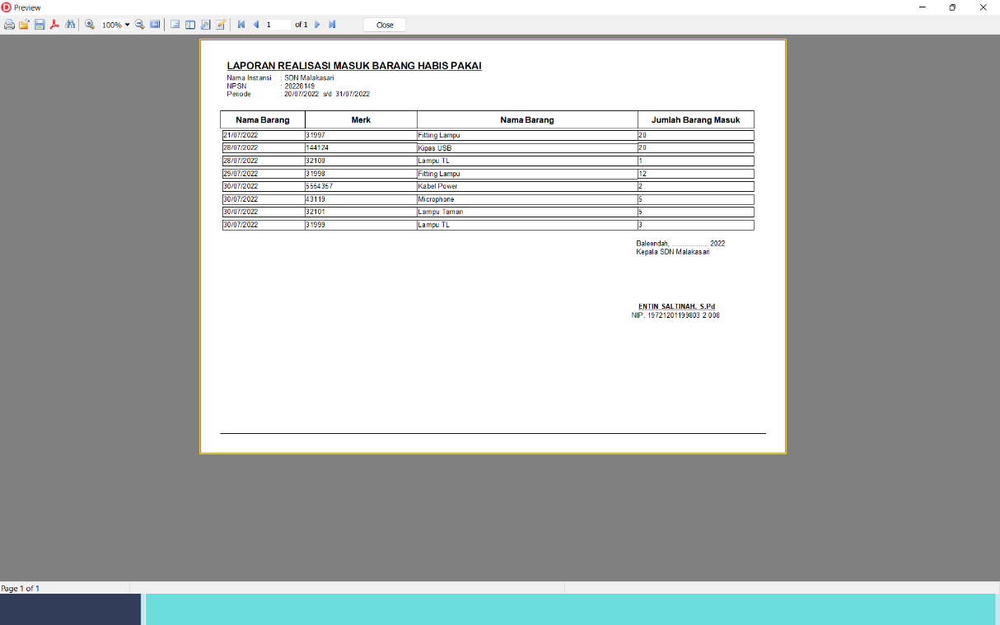 Preview
100% 1 of 1 Close
LAPORAN REALISASI MASUK BARANG HABIS PAKAI
Nama Instansi : SDN Malakasari
NPSN : 20228149
Periode : 20/07/2022 s/d 31/07/2022
Nama Barang Merk Nama Barang Jumlah Barang Masuk
21/07/2022 31997 Fitting Lampu 20
28/07/2022 144124 Kipas USB 20
28/07/2022 32100 Lampu TL 1
29/07/2022 31998 Fitting Lampu 12
30/07/2022 5554357 Kabel Power 2
30/07/2022 43119 Microphone 5
30/07/2022 32101 Lampu Taman 5
30/07/2022 31999 Lampu TL 3
Baleendah, .................. 2022
Kepala SDN Malakasari
ENTIN SALTINAH, S.Pd
NIP. 19721201199803 2 008
Page 1 of 1